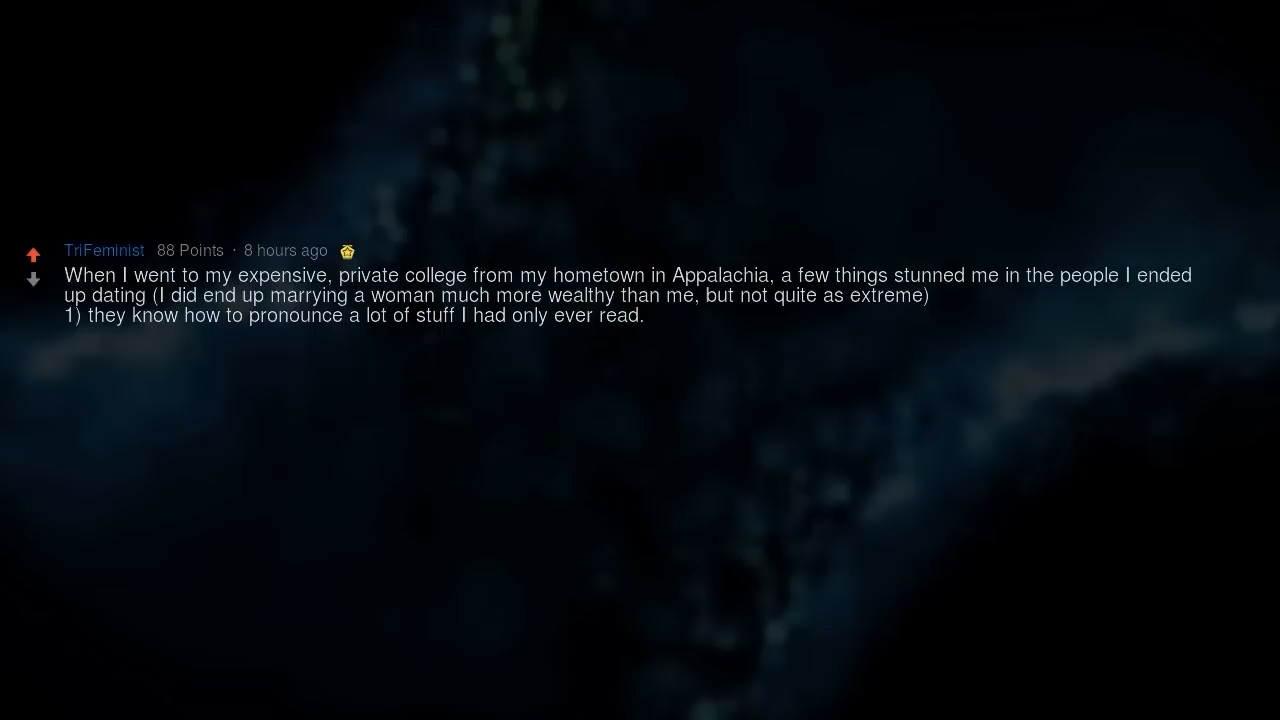 TriFeminist 88 Points · 8 hours ago
When I went to my expensive, private college from my hometown in Appalachia, a few things stunned me in the people I ended
up dating (I did end up marrying a woman much more wealthy than me, but not quite as extreme)
1) they know how to pronounce a lot of stuff I had only ever read.